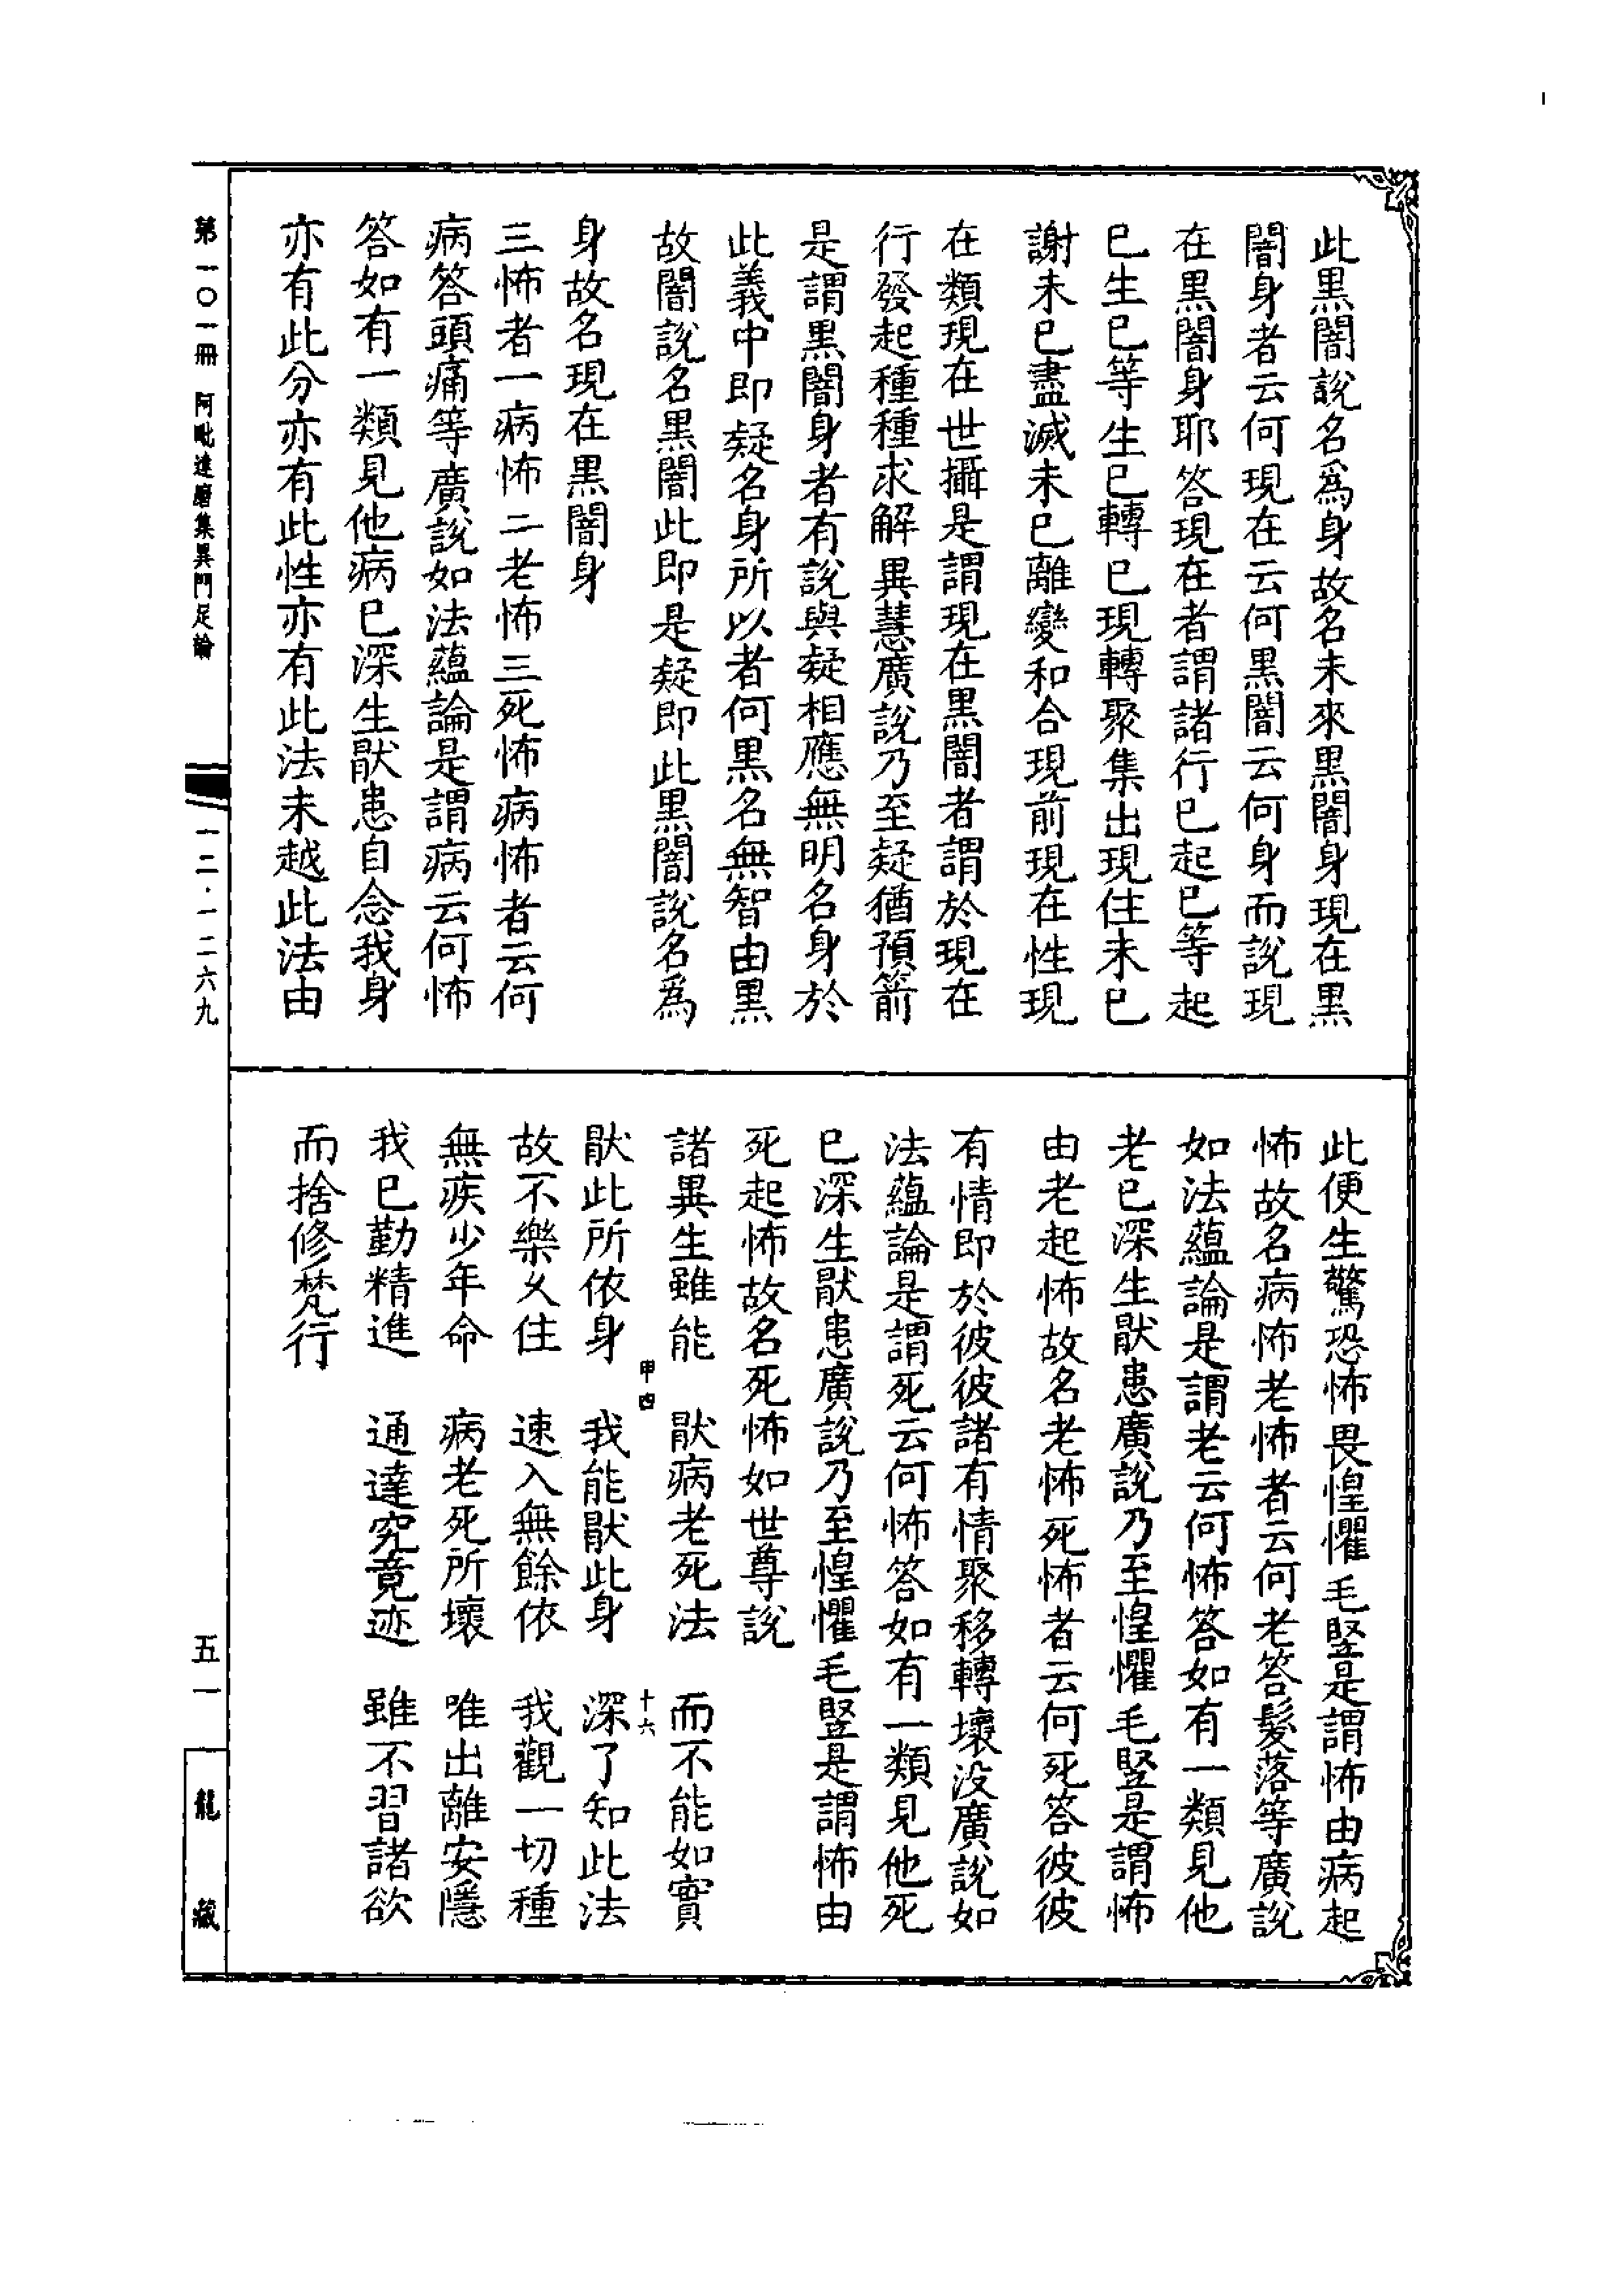 此黑闇說名爲身故名未來黑闇身現在黑
闇身者云何現在云何黑闇云何身而說現
在黑闇身耶答現在者謂諸行已起已等起
已生已等生已轉已現轉聚集出現住未已
謝未已盡滅未已離變和合現前現在性現
在類現在世攝是謂現在黑闇者謂於現在
行發起種種求解異慧廣說乃至疑猶預箭
是謂黑闇身者有說與疑相應無明名身於
此義中即疑名身所以者何黑名無智由黑
故闇說名黑闇此即是疑即此黑闇說名爲
身故名現在黑闇身
三怖者一病怖二老怖三死怖病怖者云何
病答頭痛等廣說如法蘊論是謂病云何怖
答如有一類見他病已深生猒患自念我身
亦有此分亦有此性亦有此法未越此法由
此便生驚恐怖畏惶懼毛豎是謂怖由病起
怖故名病怖老怖者云何老答髮落等廣說
如法蘊論是謂老云何怖答如有一類見他
老已深生猒患廣說乃至惶懼毛豎是謂怖
由老起怖故名老怖死怖者云何死答彼彼
有情即於彼彼諸有情聚移轉壞没廣說如
法蘊論是謂死云何怖答如有一類見他死
已深生猒患廣說乃至惶懼毛豎是謂怖由
死起怖故名死怖如世尊說
諸異生雖能 猒病老死法 而不能如實
甲四 十六
猒此所依身 我能猒此身 深了知此法
故不樂久住 速入無餘依 我觀一切種
無疾少年命 病老死所壞 唯出離安隱
我已勤精進 通達究竟迹 雖不習諸欲
而捨修梵行
第一〇一冊 阿毗達磨集異門足論
一二·一二六九
五一
龍藏